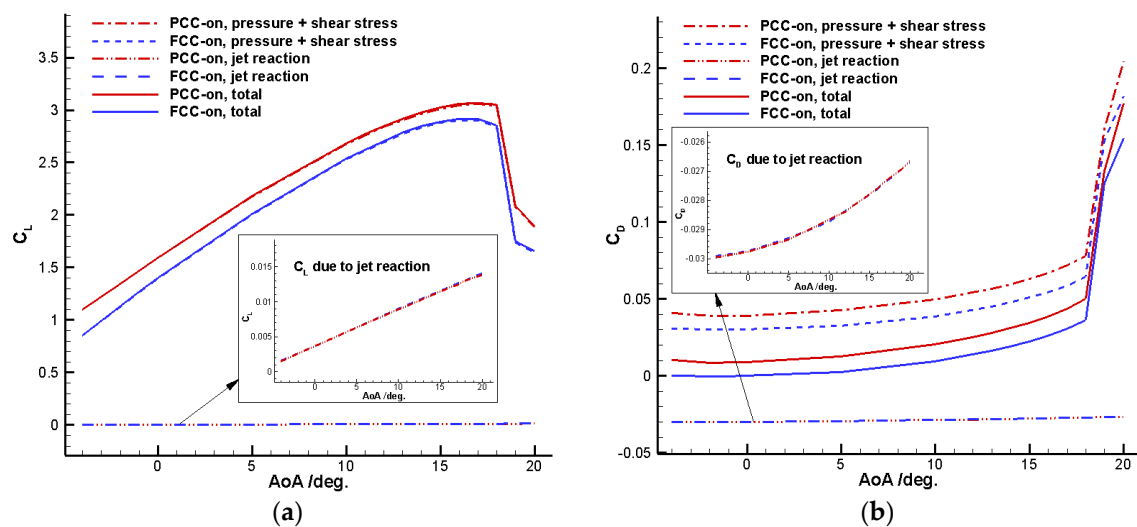 PCC-on, pressure + shear stress
FCC-on, pressure + shear stress
PCC-on, jet reaction
FCC-on, jet reaction
PCC-on, total
FCC-on, total
3.5
3
2.5
2
1.5
1
0.5
0
C_L
0 5 10 15 20
AoA /deg.
C_L due to jet reaction
0.015
0.01
0.005
0
C_L
0 5 10 15 20
AoA /deg.
(a)
PCC-on, pressure + shear stress
FCC-on, pressure + shear stress
PCC-on, jet reaction
FCC-on, jet reaction
PCC-on, total
FCC-on, total
0.2
0.15
0.1
0.05
0
-0.05
C_D
0 5 10 15 20
AoA /deg.
C_D due to jet reaction
-0.026
-0.027
-0.028
-0.029
-0.03
C_D
0 5 10 15 20
AoA /deg.
(b)